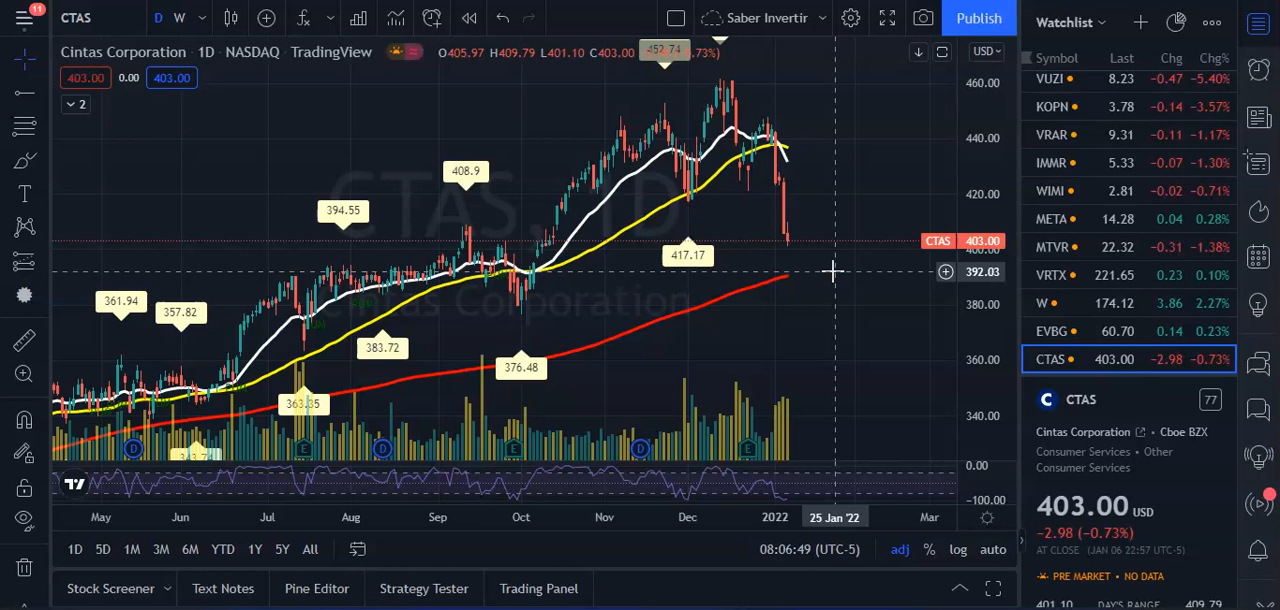 11
CTAS
D
W
Saber Invertir
Publish
Cintas Corporation · 1D · NASDAQ · TradingView
O405.97 H409.79 L401.10 C403.00
0.73%)
USD
403.00 0.00 403.00
2
452.74
408.9
394.55
361.94
357.82
417.17
383.72
376.48
363.35
CTAS, 1D
Cintas Corporation
460.00
440.00
420.00
CTAS 403.00
400.00
392.03
380.00
360.00
340.00
D
E
D
E
D
E
0.00
-100.00
May Jun Jul Aug Sep Oct Nov Dec 2022 25 Jan '22 Mar
1D 5D 1M 3M 6M YTD 1Y 5Y All
08:06:49 (UTC-5)
adj % log auto
Stock Screener
Text Notes
Pine Editor
Strategy Tester
Trading Panel
Watchlist
Symbol Last Chg Chg%
VUZI 8.23 -0.47 -5.40%
KOPN 3.78 -0.14 -3.57%
VRAR 9.31 -0.11 -1.17%
IMMR 5.33 -0.07 -1.30%
WIMI 2.81 -0.02 -0.71%
META 14.28 0.04 0.28%
MTVR 22.32 -0.31 -1.38%
VRTX 221.65 0.23 0.10%
W 174.12 3.86 2.27%
EVBG 60.70 0.14 0.23%
CTAS 403.00 -2.98 -0.73%
C CTAS 77
Cintas Corporation · Cboe BZX
Consumer Services · Other
Consumer Services
403.00 USD
-2.98 (-0.73%)
AT CLOSE (JAN 06 22:57 UTC-5)
PRE MARKET · NO DATA
401.10 DAY'S RANGE 409.79